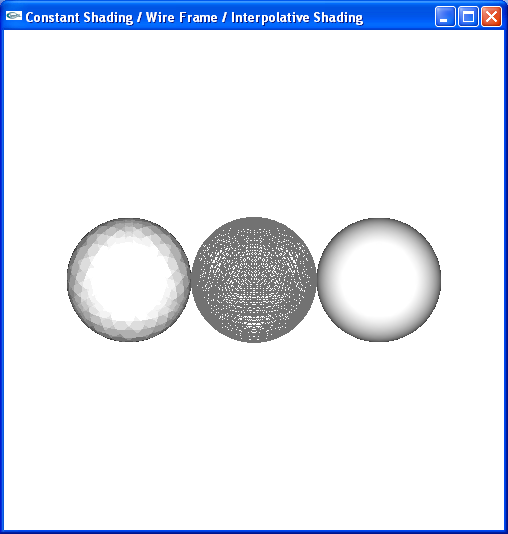 Constant Shading / Wire Frame / Interpolative Shading